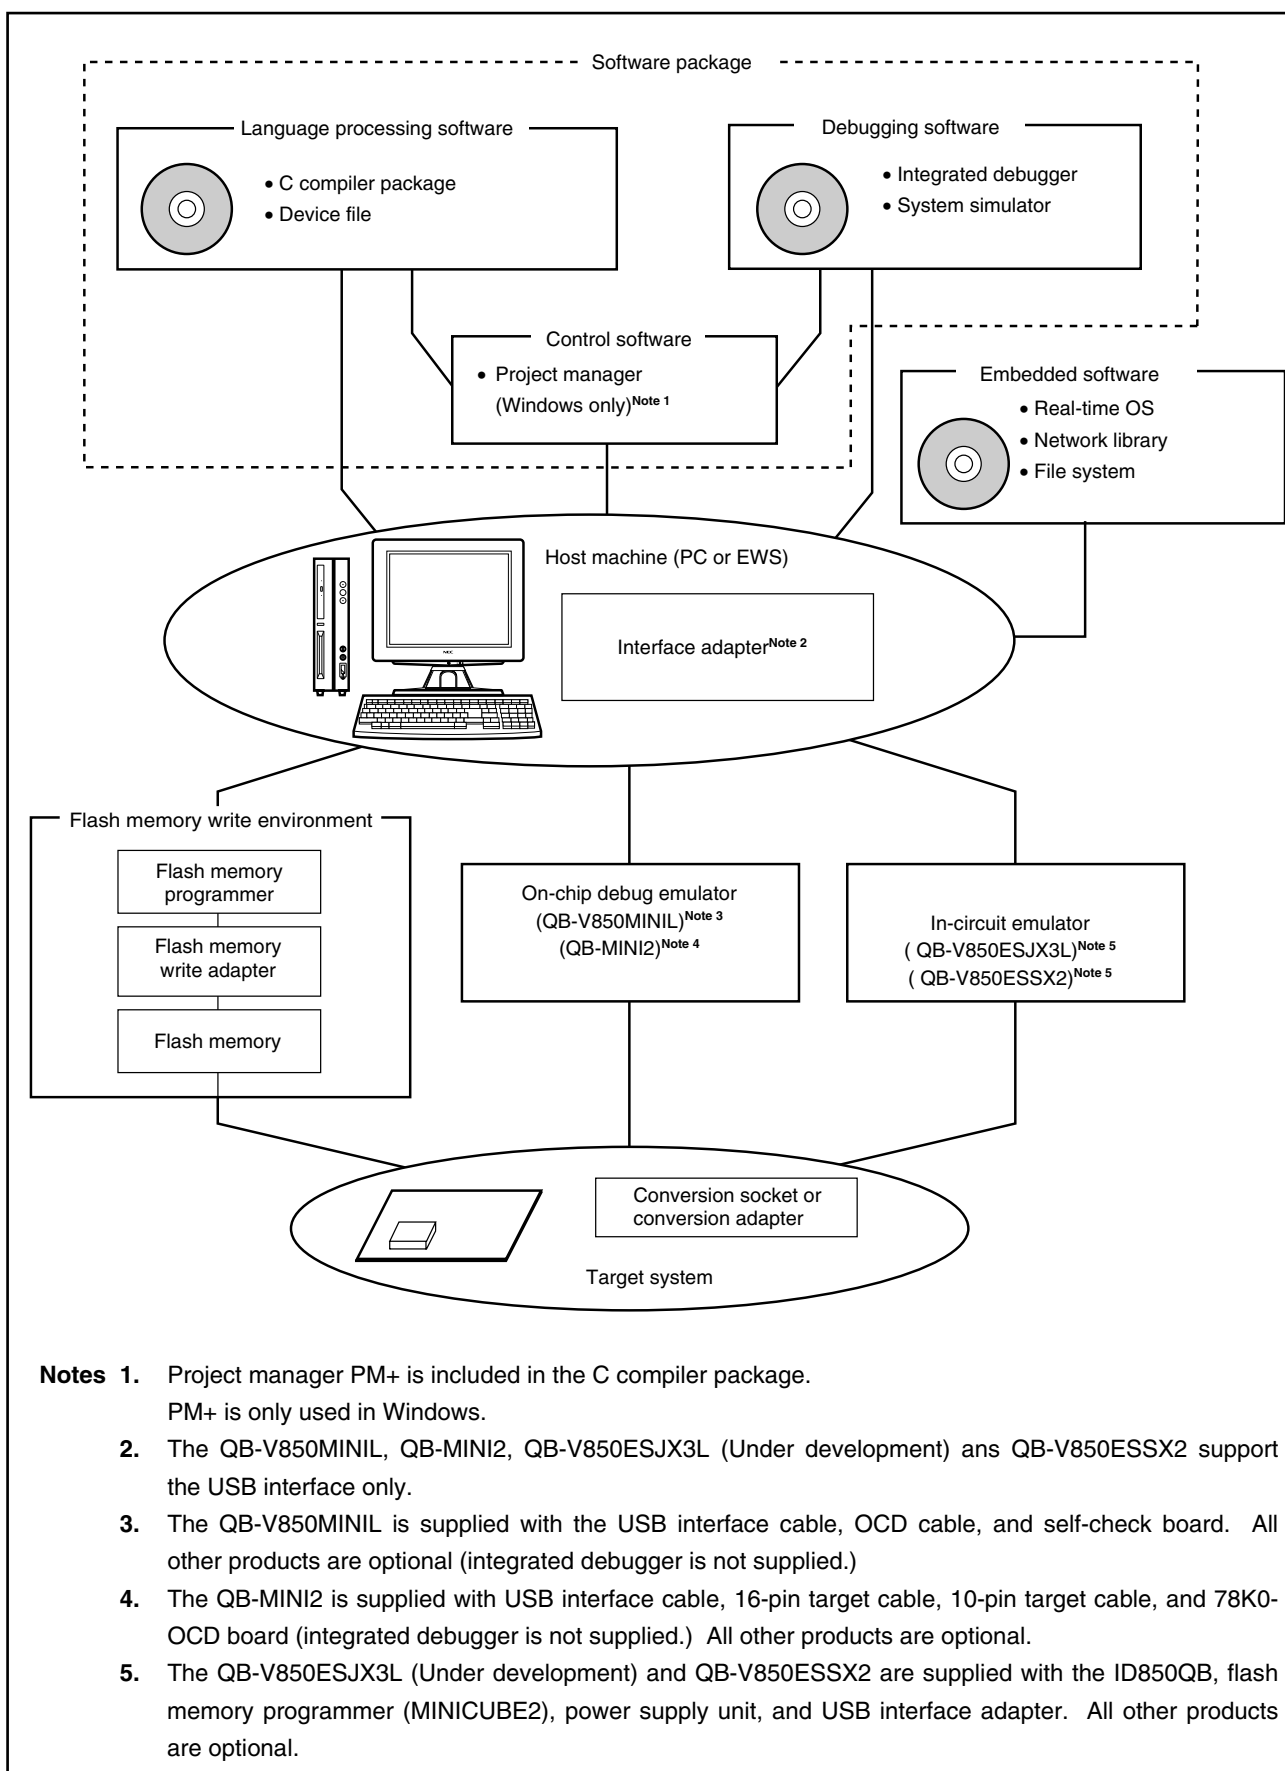 Software package
Language processing software
• C compiler package
• Device file
Debugging software
• Integrated debugger
• System simulator
Control software
• Project manager
(Windows only)Note 1
Embedded software
• Real-time OS
• Network library
• File system
Host machine (PC or EWS)
Interface adapterNote 2
NEC
Flash memory write environment
Flash memory
programmer
Flash memory
write adapter
Flash memory
On-chip debug emulator
(QB-V850MINIL)Note 3
(QB-MINI2)Note 4
In-circuit emulator
( QB-V850ESJX3L)Note 5
( QB-V850ESSX2)Note 5
Conversion socket or
conversion adapter
Target system
Notes 1. Project manager PM+ is included in the C compiler package.
PM+ is only used in Windows.
2. The QB-V850MINIL, QB-MINI2, QB-V850ESJX3L (Under development) ans QB-V850ESSX2 support
the USB interface only.
3. The QB-V850MINIL is supplied with the USB interface cable, OCD cable, and self-check board. All
other products are optional (integrated debugger is not supplied.)
4. The QB-MINI2 is supplied with USB interface cable, 16-pin target cable, 10-pin target cable, and 78K0-
OCD board (integrated debugger is not supplied.) All other products are optional.
5. The QB-V850ESJX3L (Under development) and QB-V850ESSX2 are supplied with the ID850QB, flash
memory programmer (MINICUBE2), power supply unit, and USB interface adapter. All other products
are optional.